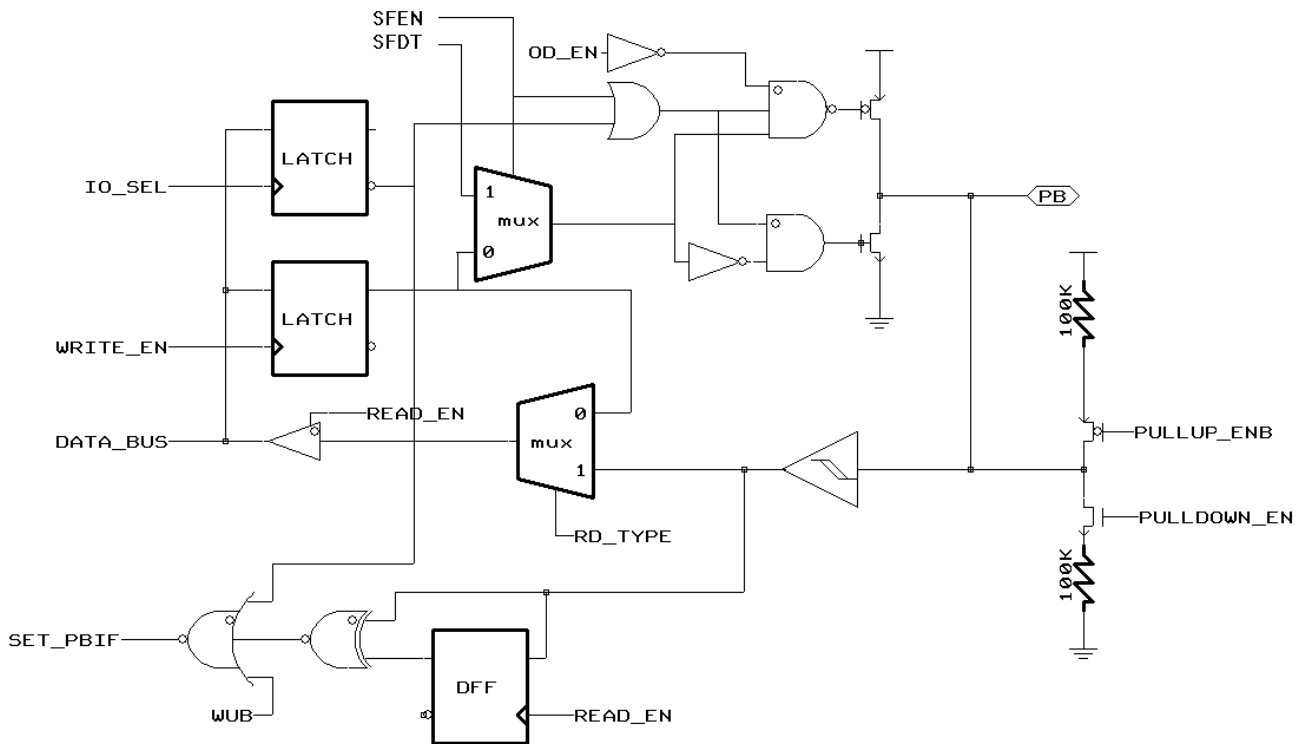 SFEN
SFDT
OD_EN
LATCH
IO_SEL
1
mux
0
PB
LATCH
WRITE_EN
100K
READ_EN
0
mux
1
DATA_BUS
PULLUP_ENB
PULLDOWN_EN
RD_TYPE
100K
SET_PBIF
DFF
WUB
READ_EN